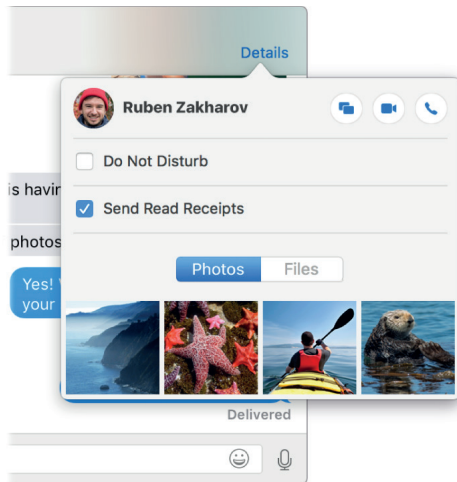 Details
Ruben Zakharov
Do Not Disturb
is havin
Send Read Receipts
photos
Photos
Files
Yes!
your
Delivered